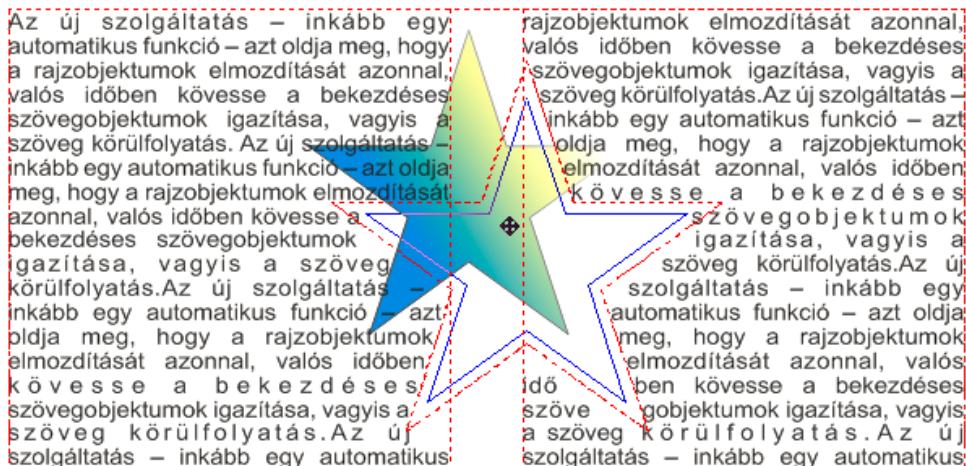 Az új szolgáltatás – inkább egy
automatikus funkció – azt oldja meg, hogy
a rajzobjektumok elmozdítását azonnal,
valós időben kövesse a bekezdéses
szövegobjektumok igazítása, vagyis a
szöveg körülfolyatás. Az új szolgáltatás –
inkább egy automatikus funkció – azt oldja
meg, hogy a rajzobjektumok elmozdítását
azonnal, valós időben kövesse a
bekezdéses szövegobjektumok
igazítása, vagyis a szöveg
körülfolyatás.Az új szolgáltatás –
inkább egy automatikus funkció – azt
oldja meg, hogy a rajzobjektumok
elmozdítását azonnal, valós időben
kövesse a bekezdéses
szövegobjektumok igazítása, vagyis a
szöveg körülfolyatás.Az új
szolgáltatás – inkább egy automatikus
rajzobjektumok elmozdítását azonnal,
valós időben kövesse a bekezdéses
szövegobjektumok igazítása, vagyis a
szöveg körülfolyatás.Az új szolgáltatás –
inkább egy automatikus funkció – azt
oldja meg, hogy a rajzobjektumok
elmozdítását azonnal, valós időben
kövesse a bekezdéses
szövegobjektumok
igazítása, vagyis a
szöveg körülfolyatás.Az új
szolgáltatás – inkább egy
automatikus funkció – azt oldja
meg, hogy a rajzobjektumok
elmozdítását azonnal, valós
idő ben kövesse a bekezdéses
szöve gobjektumok igazítása, vagyis
a szöveg körülfolyatás.Az új
szolgáltatás – inkább egy automatikus